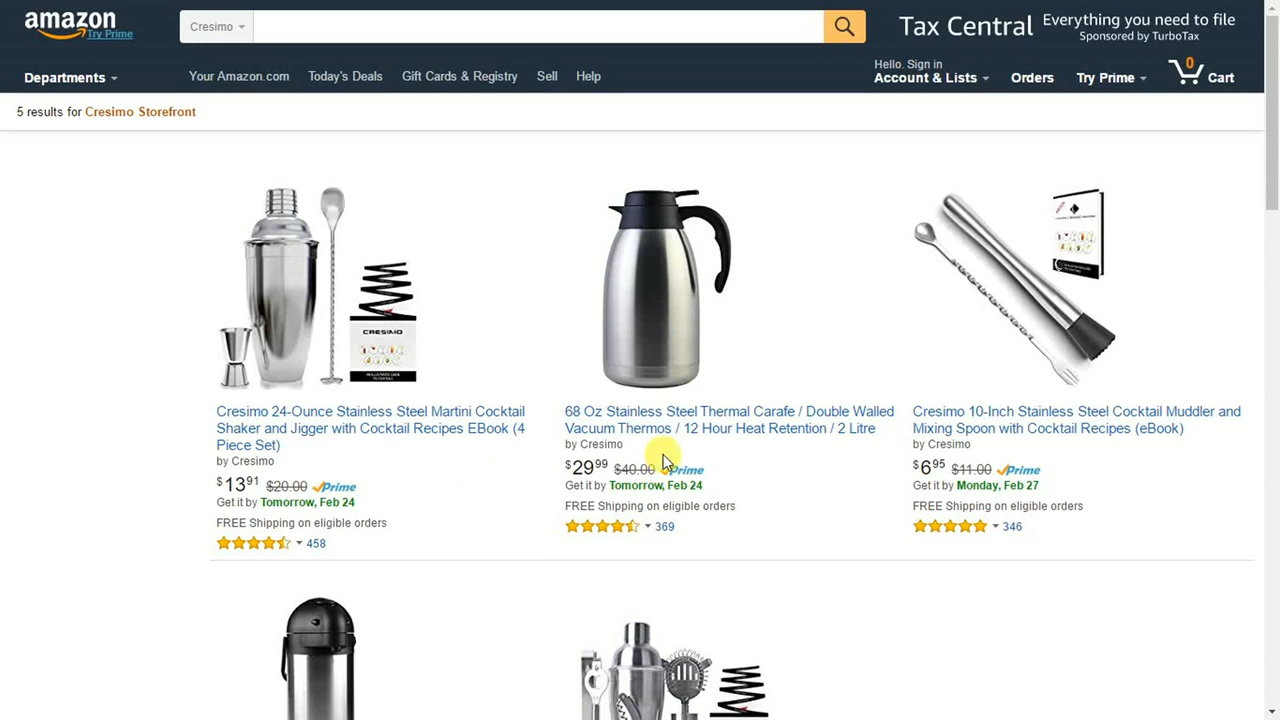 amazon
Try Prime
Cresimo
Tax Central
Everything you need to file
Sponsored by TurboTax
Departments
Your Amazon.com
Today's Deals
Gift Cards & Registry
Sell
Help
Hello. Sign in
Account & Lists
Orders
Try Prime
0
Cart
5 results for Cresimo Storefront
CRESIMO
Cresimo 24-Ounce Stainless Steel Martini Cocktail
Shaker and Jigger with Cocktail Recipes EBook (4
Piece Set)
by Cresimo
$13.91 $20.00 Prime
Get it by Tomorrow, Feb 24
FREE Shipping on eligible orders
458
68 Oz Stainless Steel Thermal Carafe / Double Walled
Vacuum Thermos / 12 Hour Heat Retention / 2 Litre
by Cresimo
$29.99 $40.00 Prime
Get it by Tomorrow, Feb 24
FREE Shipping on eligible orders
369
Cresimo 10-Inch Stainless Steel Cocktail Muddler and
Mixing Spoon with Cocktail Recipes (eBook)
by Cresimo
$6.95 $11.00 Prime
Get it by Monday, Feb 27
FREE Shipping on eligible orders
346